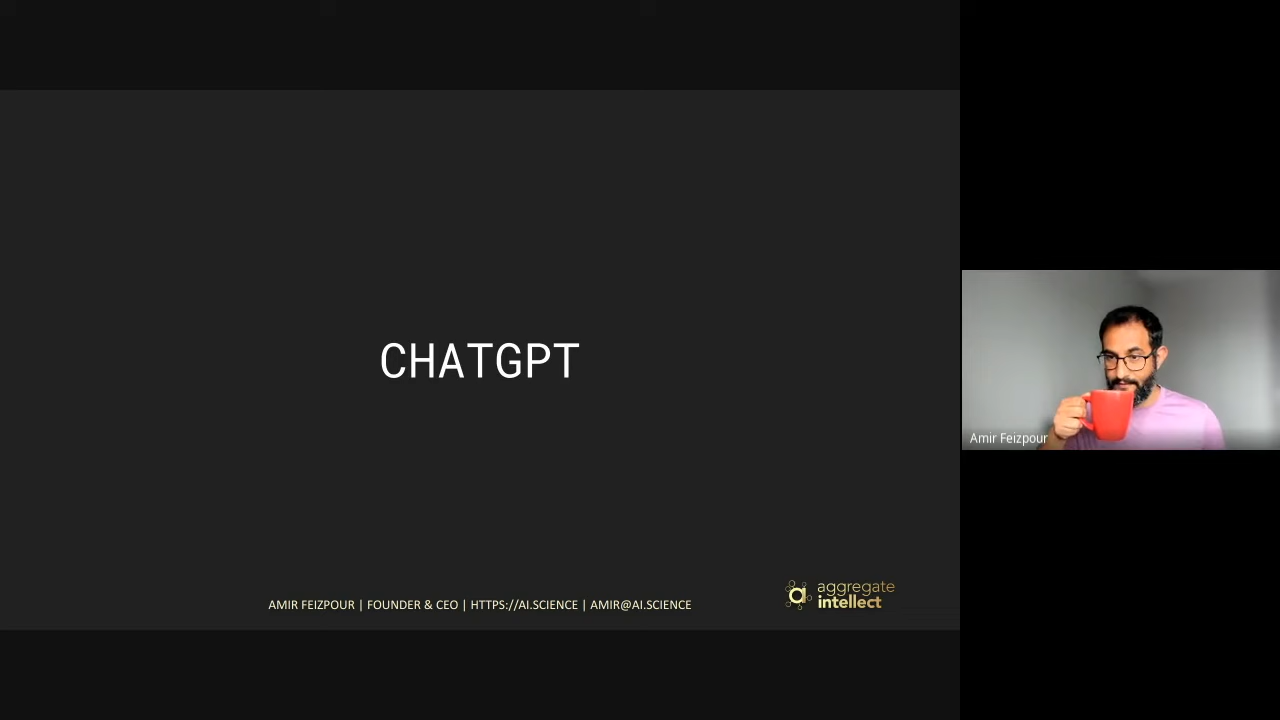 CHATGPT
Amir Feizpour
aggregate
intellect
AMIR FEIZPOUR | FOUNDER & CEO | HTTPS://AI.SCIENCE | AMIR@AI.SCIENCE